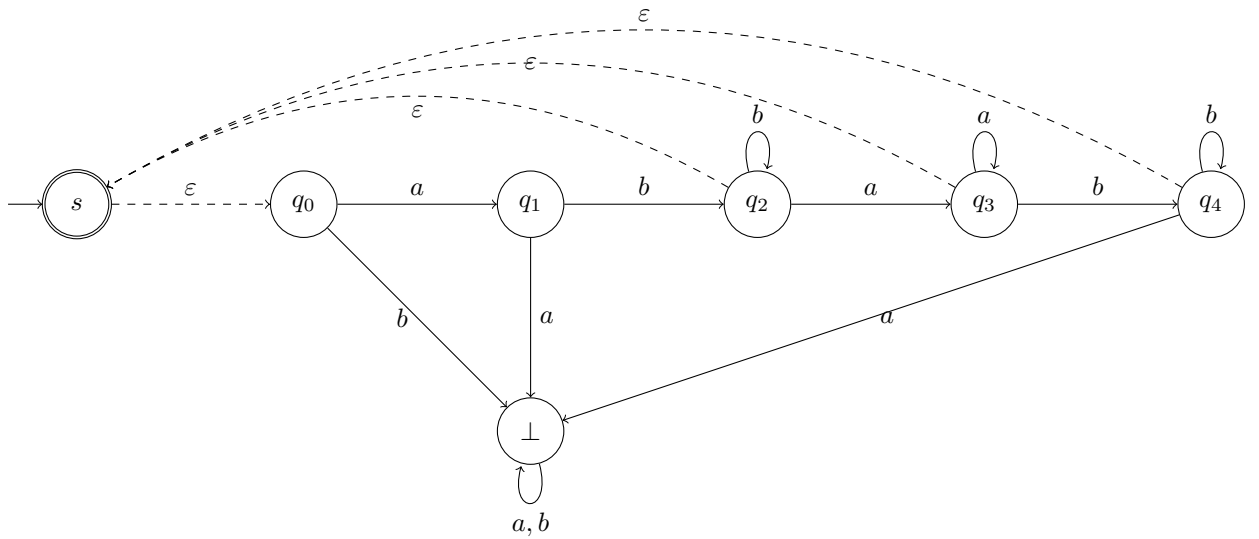 ε
ε
ε
b a b
s ε q₀ a q₁ b q₂ a q₃ b q₄
b a a
⊥
a, b